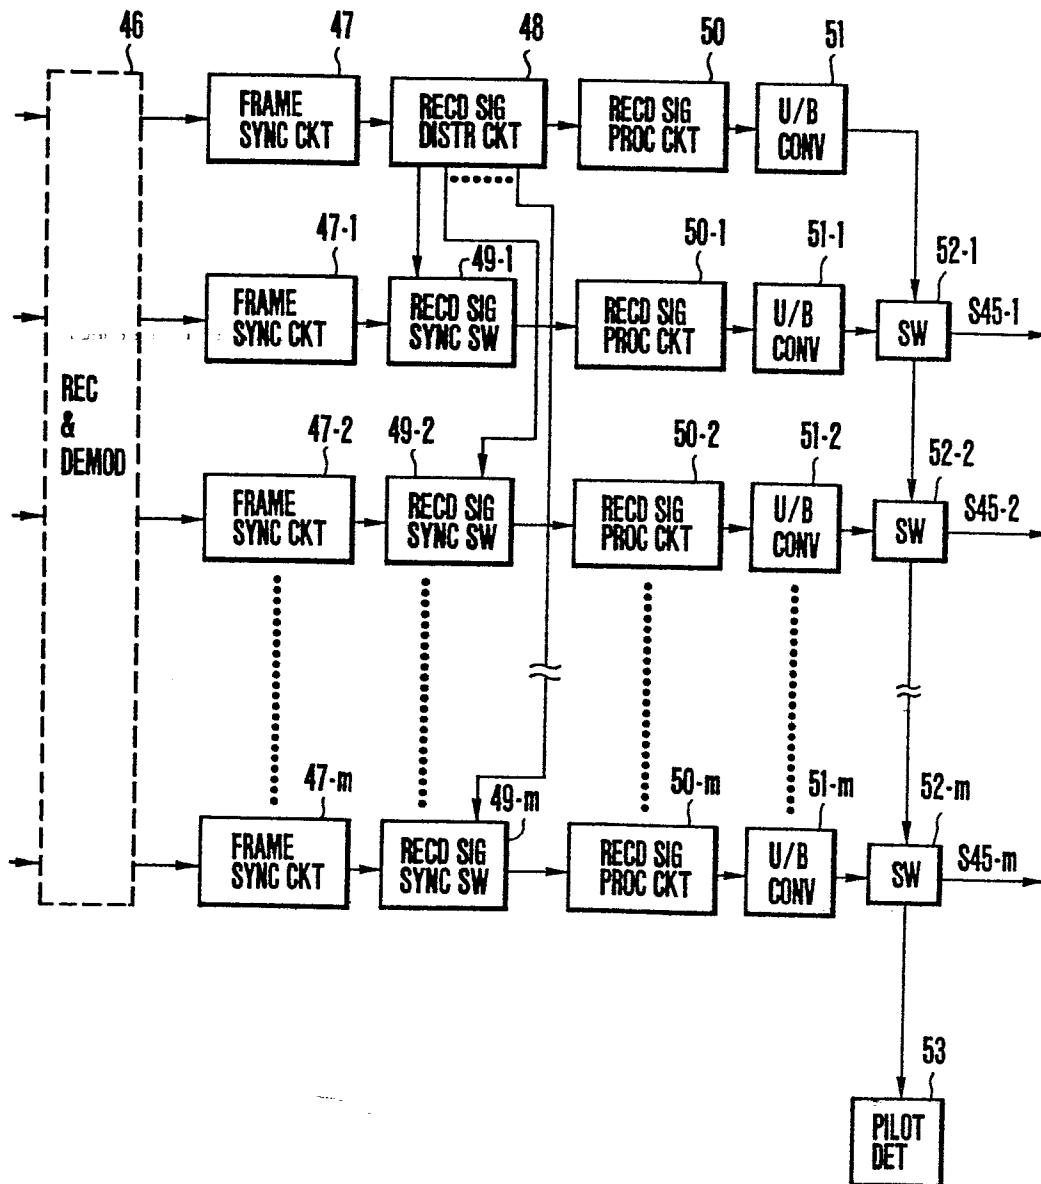 46
47
48
50
51
FRAME
SYNC CKT
RECD SIG
DISTR CKT
RECD SIG
PROC CKT
U/B
CONV
47-1
49-1
50-1
51-1
52-1
FRAME
SYNC CKT
RECD SIG
SYNC SW
RECD SIG
PROC CKT
U/B
CONV
SW
S45-1
REC
&
DEMOD
47-2
49-2
50-2
51-2
52-2
FRAME
SYNC CKT
RECD SIG
SYNC SW
RECD SIG
PROC CKT
U/B
CONV
SW
S45-2
47-m
49-m
50-m
51-m
52-m
FRAME
SYNC CKT
RECD SIG
SYNC SW
RECD SIG
PROC CKT
U/B
CONV
SW
S45-m
53
PILOT
DET